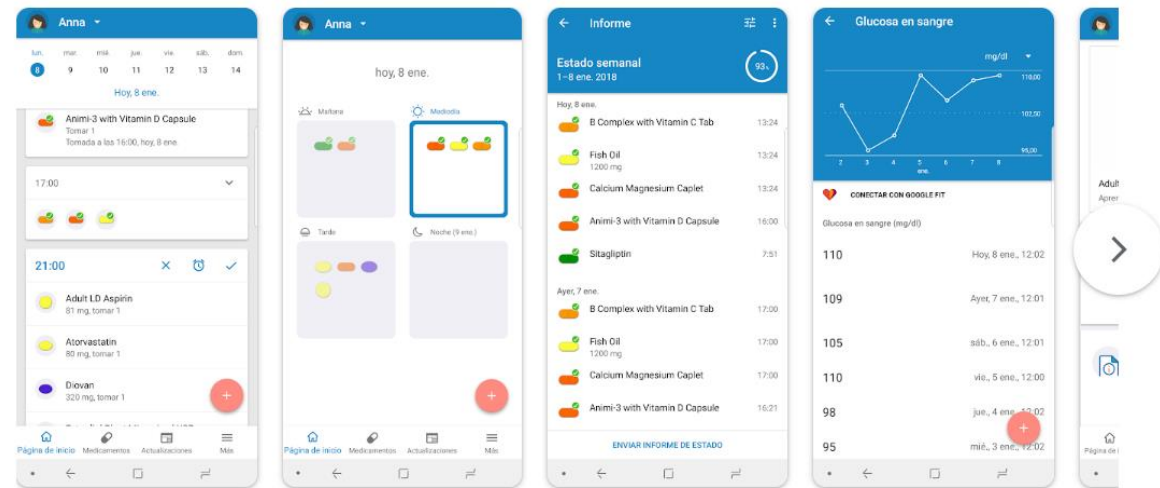 Anna
lun. mar. mié. jue. vie. sáb. dom.
8 9 10 11 12 13 14
Hoy, 8 ene.
Animi-3 with Vitamin D Capsule
Tomar 1
Tomada a las 16:00, hoy, 8 ene.
17:00
21:00
Adult LD Aspirin
81 mg, tomar 1
Atorvastatin
80 mg, tomar 1
Diovan
320 mg, tomar 1
Página de inicio Medicamentos Actualizaciones Más
Anna
hoy, 8 ene.
Mañana Mediodía
Tarde Noche (9 ene.)
Página de inicio Medicamentos Actualizaciones Más
Informe
Estado semanal
1–8 ene. 2018
93%
Hoy, 8 ene.
B Complex with Vitamin C Tab 13:24
Fish Oil 13:24
1200 mg
Calcium Magnesium Caplet 13:24
Animi-3 with Vitamin D Capsule 16:00
Sitagliptin 7:51
Ayer, 7 ene.
B Complex with Vitamin C Tab 17:00
Fish Oil 17:00
1200 mg
Calcium Magnesium Caplet 17:00
Animi-3 with Vitamin D Capsule 16:21
ENVIAR INFORME DE ESTADO
Glucosa en sangre
mg/dl
110,00
102,50
95,00
2 3 4 5 6 7 8
ene.
CONECTAR CON GOOGLE FIT
Glucosa en sangre (mg/dl)
110 Hoy, 8 ene., 12:02
109 Ayer, 7 ene., 12:01
105 sáb., 6 ene., 12:01
110 vie., 5 ene., 12:00
98 jue., 4 ene., 12:02
95 mié., 3 ene., 12:02
Adult
Apren
Página de i